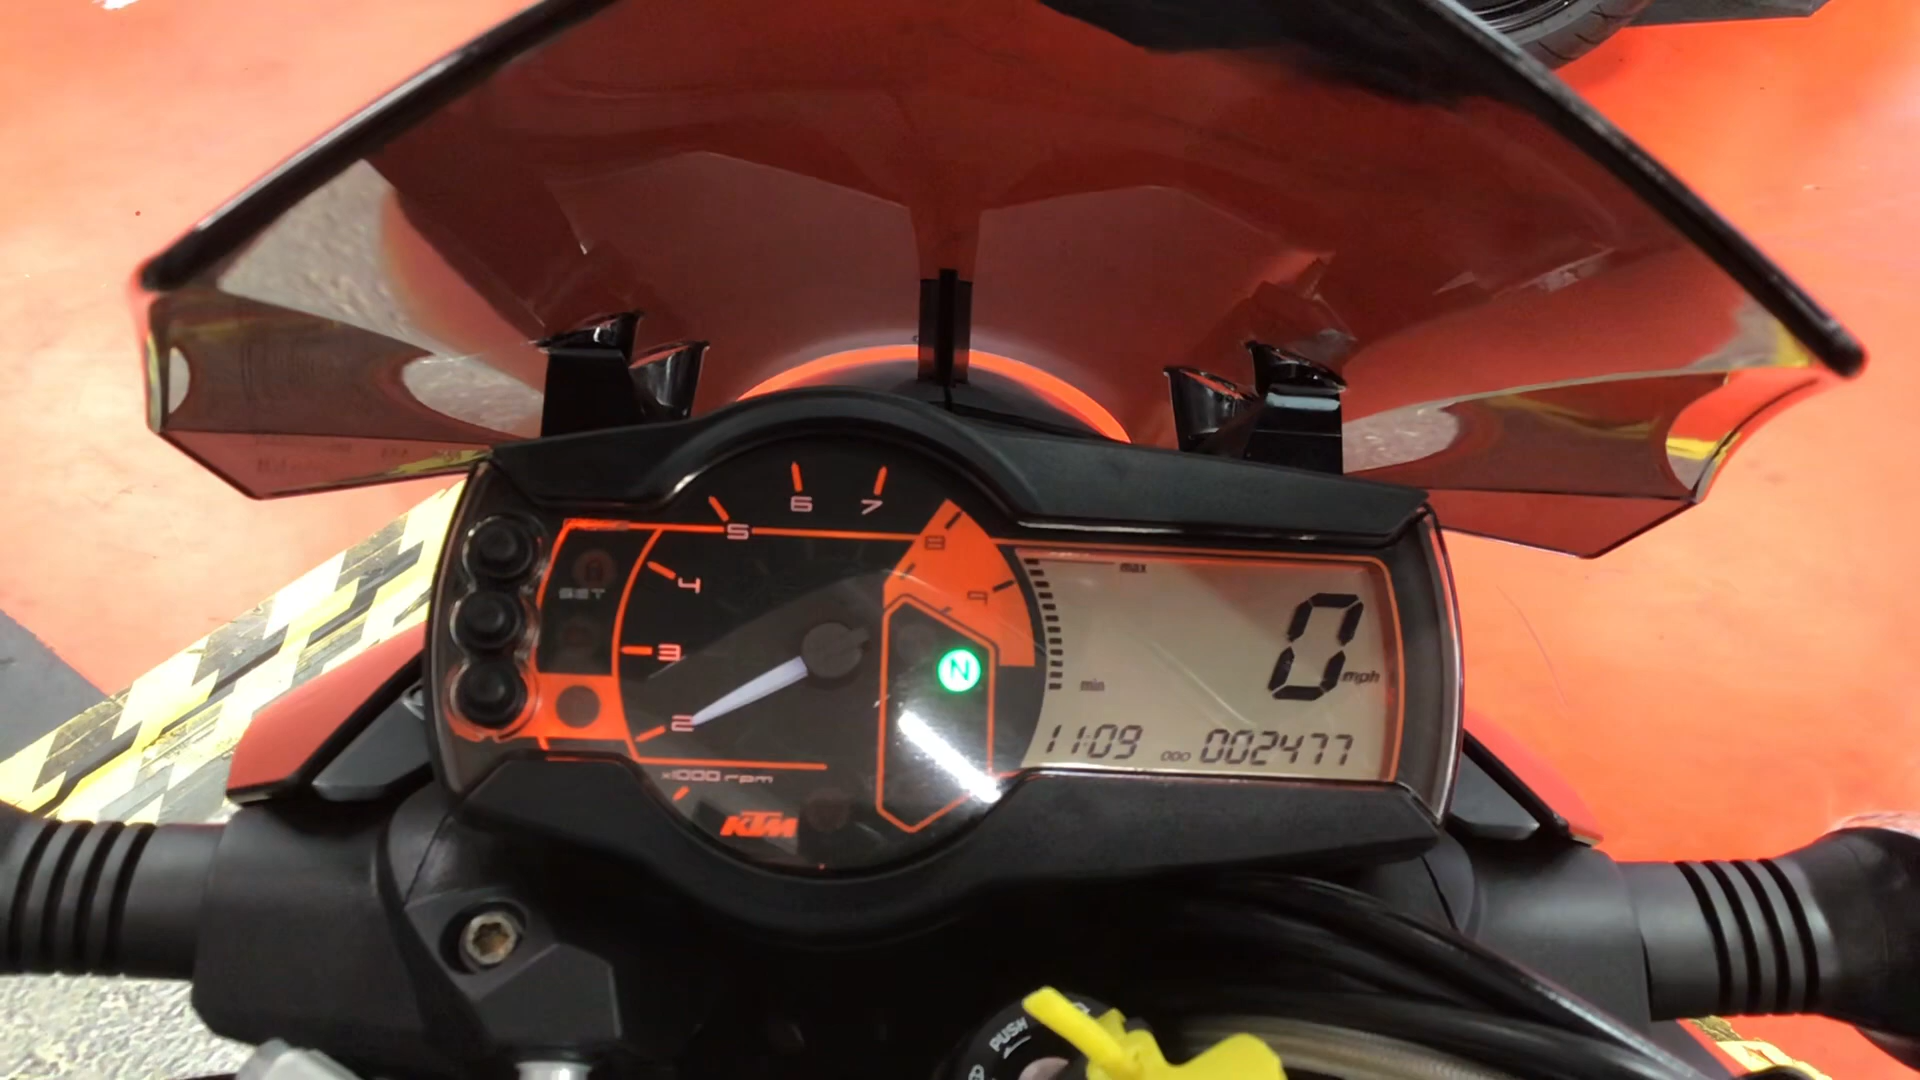 6 7
5 8
4 9
SET
3
2
x1000 rpm
KTM
N
max
0 mph
min
11:09 ODO 002477
PUSH